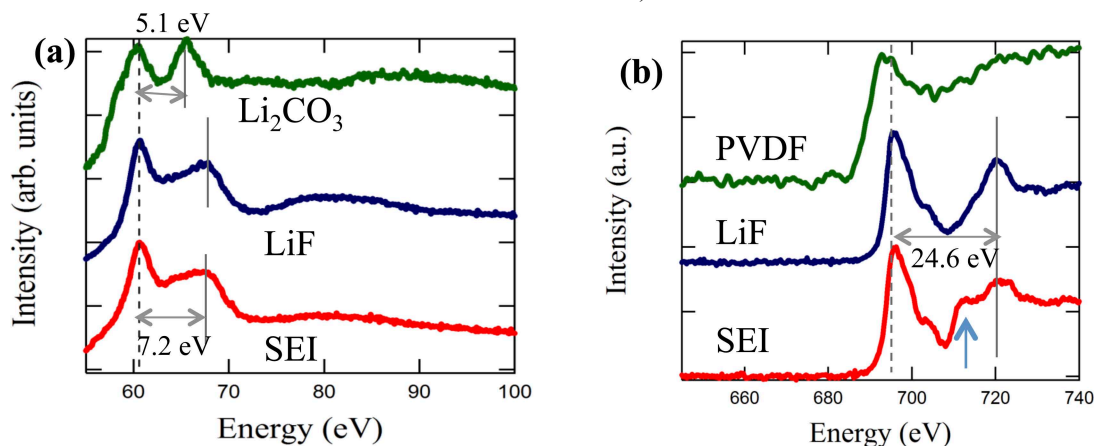 (a)
5.1 eV
Li₂CO₃
LiF
7.2 eV
SEI
Intensity (arb. units)
60 70 80 90 100
Energy (eV)
(b)
PVDF
LiF
24.6 eV
SEI
Intensity (a.u.)
660 680 700 720 740
Energy (eV)